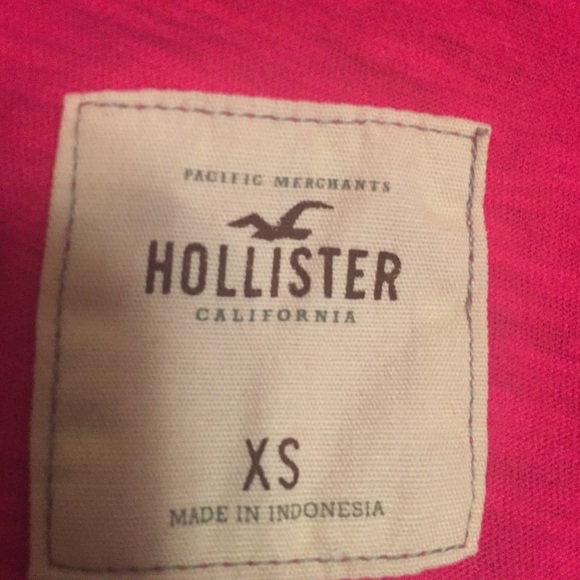 PACIFIC MERCHANTS
HOLLISTER
CALIFORNIA
XS
MADE IN INDONESIA